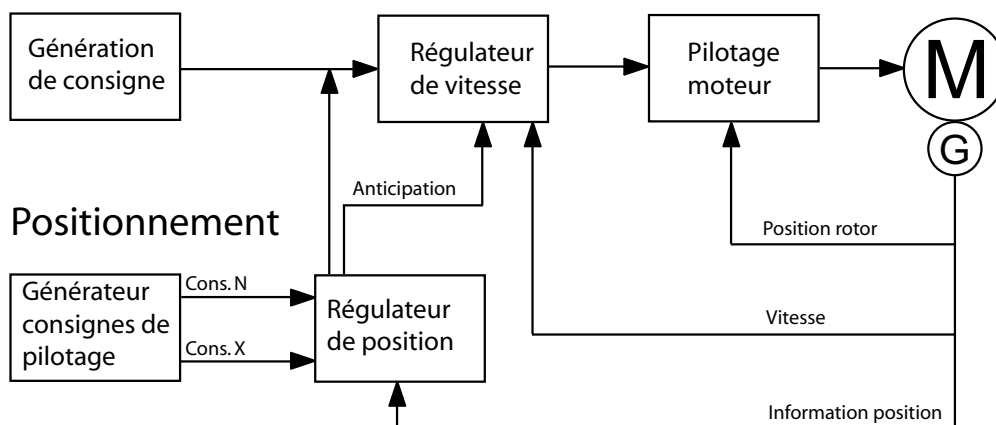 Génération
de consigne
Régulateur
de vitesse
Pilotage
moteur
M
G
Anticipation
Positionnement
Position rotor
Générateur
consignes de
pilotage
Cons. N
Cons. X
Régulateur
de position
Vitesse
Information position